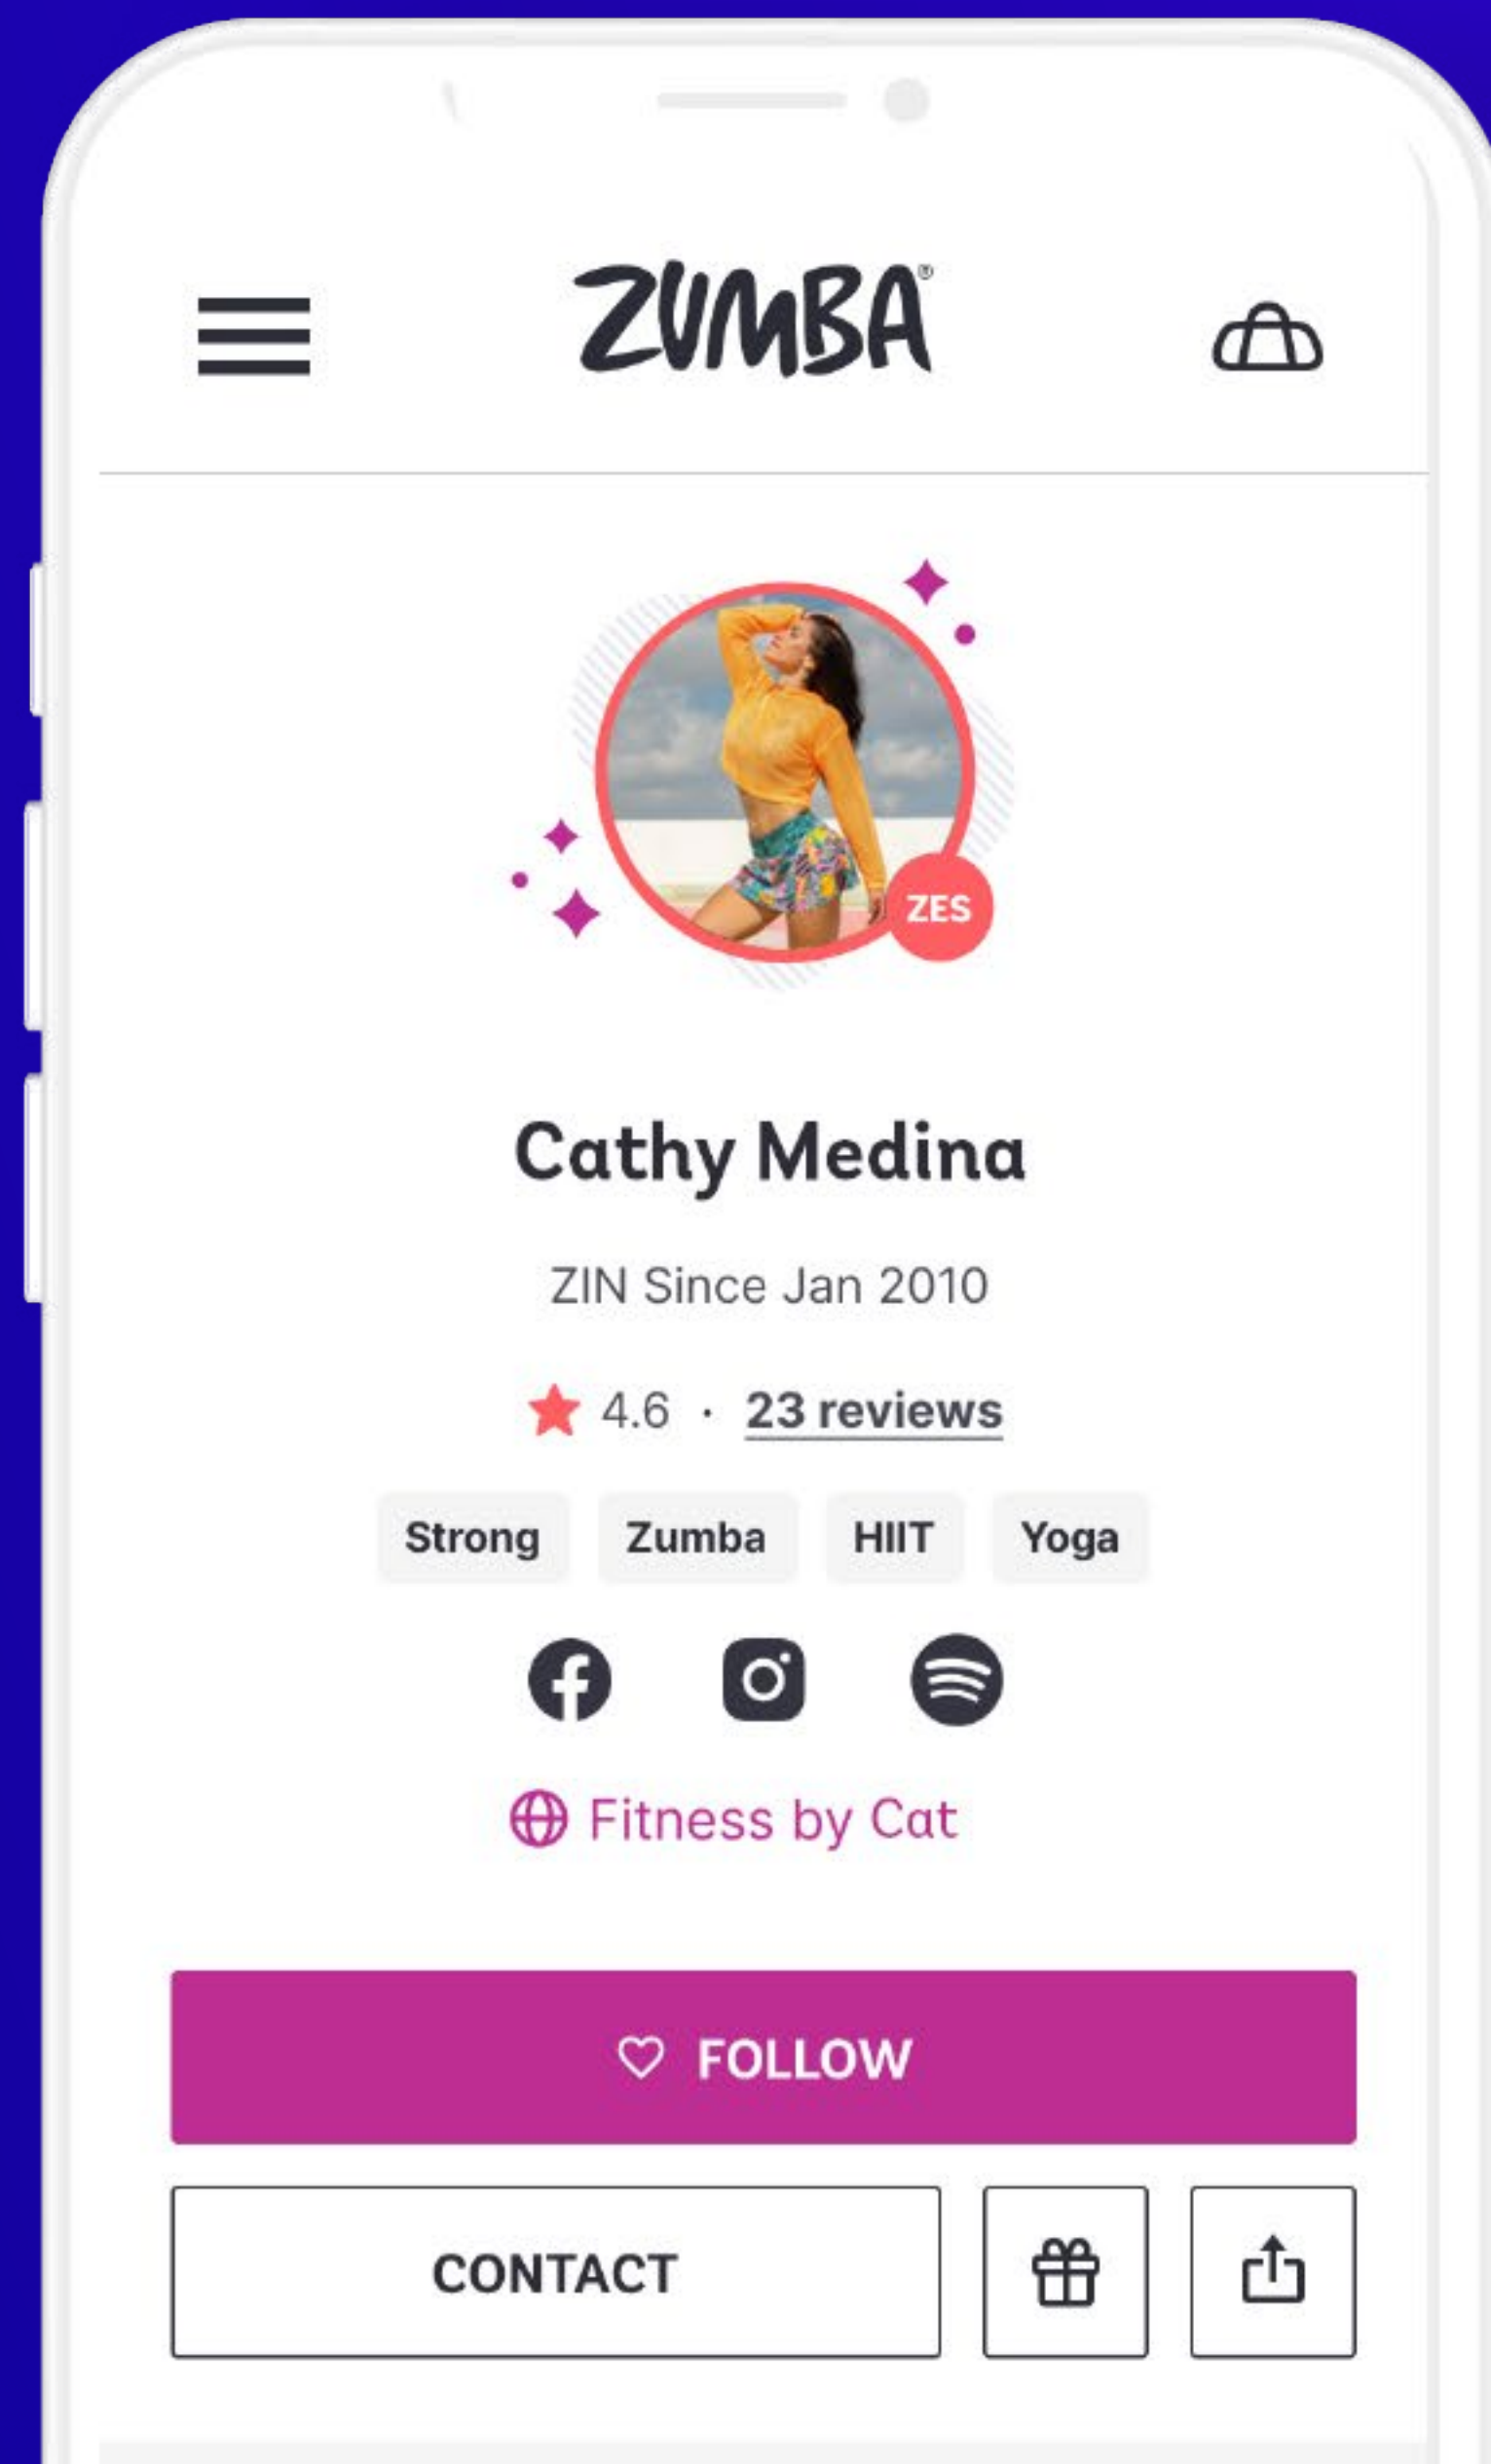 ZUMBA®
ZES
Cathy Medina
ZIN Since Jan 2010
4.6 · 23 reviews
Strong Zumba HIIT Yoga
Fitness by Cat
FOLLOW
CONTACT